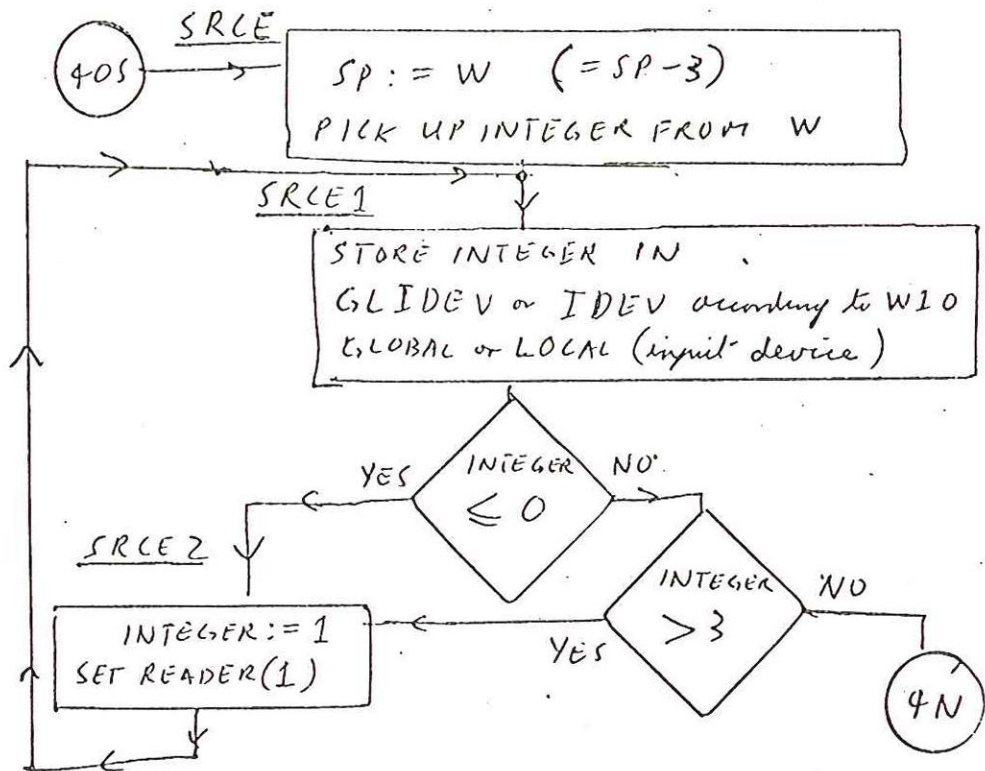 SRCE
40S
SP := W (= SP-3)
PICK UP INTEGER FROM W
SRCE1
STORE INTEGER IN
GLIDEV or IDEV according to W10
GLOBAL or LOCAL (input device)
YES
INTEGER
≤ 0
NO
SRCE2
INTEGER := 1
SET READER(1)
YES
INTEGER
> 3
NO
4N